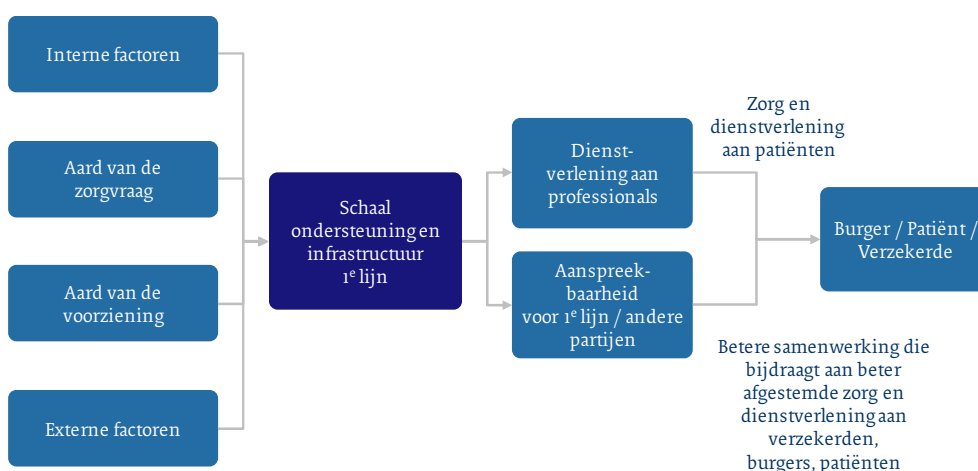 Interne factoren
Aard van de
zorgvraag
Aard van de
voorziening
Externe factoren
Schaal
ondersteuning en
infrastructuur
1e lijn
Dienst-
verlening aan
professionals
Aanspreek-
baarheid
voor 1e lijn / andere
partijen
Zorg en
dienstverlening
aan patiënten
Burger / Patiënt /
Verzekerde
Betere samenwerking die
bijdraagt aan beter
afgestemde zorg en
dienstverlening aan
verzekerden,
burgers, patiënten